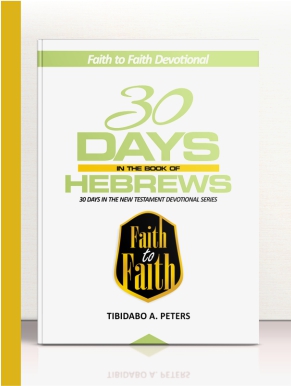 Faith to Faith Devotional
30
DAYS
IN THE BOOK OF
HEBREWS
30 DAYS IN THE NEW TESTAMENT DEVOTIONAL SERIES
Faith
to
Faith
TIBIDABO A. PETERS